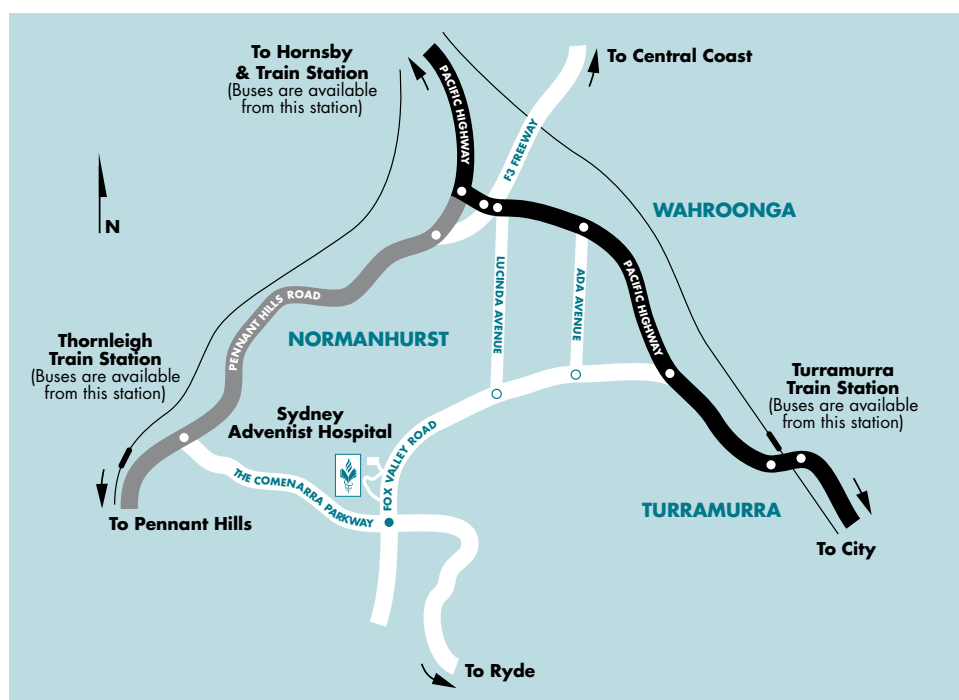 To Hornsby
& Train Station
(Buses are available
from this station)
To Central Coast
PACIFIC HIGHWAY
F3 FREEWAY
N
WAHROONGA
LUCINDA AVENUE
ADA AVENUE
PACIFIC HIGHWAY
PENNANT HILLS ROAD
NORMANHURST
Thornleigh
Train Station
(Buses are available
from this station)
Turramurra
Train Station
(Buses are available
from this station)
Sydney
Adventist Hospital
FOX VALLEY ROAD
THE COMENARRA PARKWAY
TURRAMURRA
To Pennant Hills
To City
To Ryde